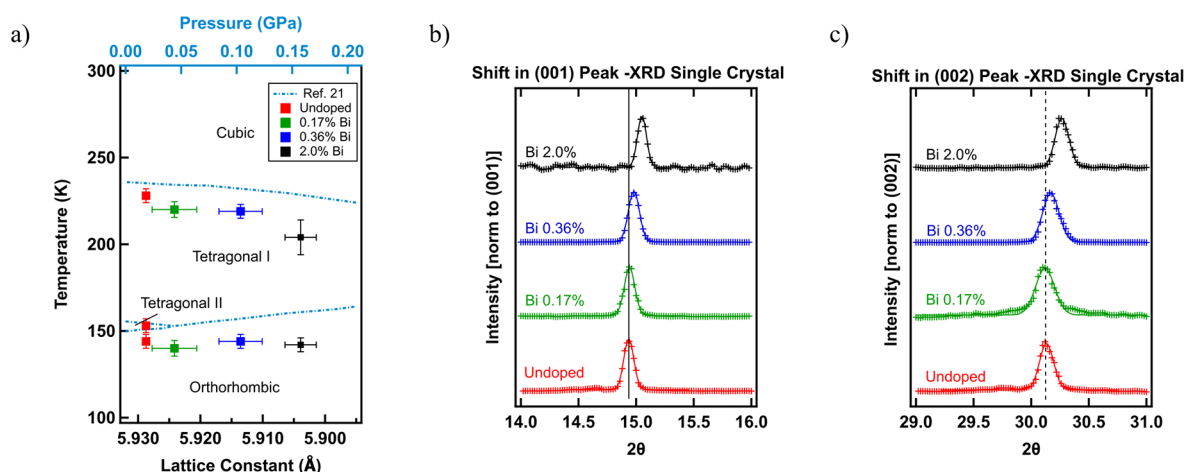 a)
Pressure (GPa)
0.00 0.05 0.10 0.15 0.20
300
250
200
150
100
Temperature (K)
Ref. 21
Undoped
0.17% Bi
0.36% Bi
2.0% Bi
Cubic
Tetragonal I
Tetragonal II
Orthorhombic
5.930 5.920 5.910 5.900
Lattice Constant (Å)
b)
Shift in (001) Peak -XRD Single Crystal
Intensity [norm to (001)]
Bi 2.0%
Bi 0.36%
Bi 0.17%
Undoped
14.0 14.5 15.0 15.5 16.0
2θ
c)
Shift in (002) Peak -XRD Single Crystal
Intensity [norm to (002)]
Bi 2.0%
Bi 0.36%
Bi 0.17%
Undoped
29.0 29.5 30.0 30.5 31.0
2θ